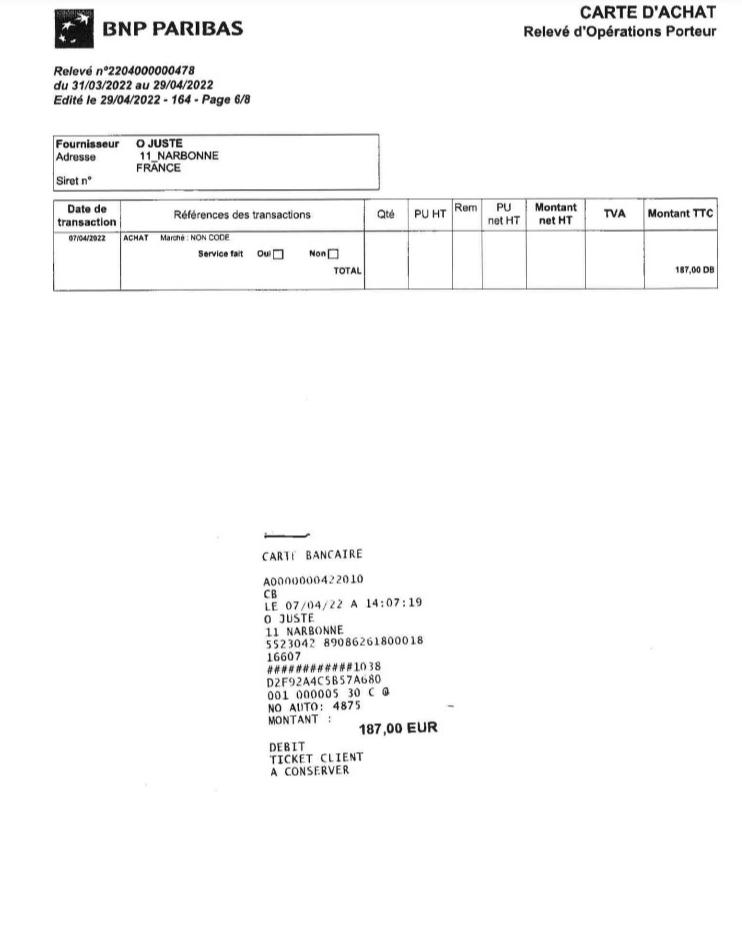 BNP PARIBAS
CARTE D'ACHAT
Relevé d'Opérations Porteur
Relevé n°2204000000478
du 31/03/2022 au 29/04/2022
Edité le 29/04/2022 - 164 - Page 6/8
Fournisseur O JUSTE
Adresse 11_NARBONNE
FRANCE
Siret n°
Date de transaction Références des transactions Qté PU HT Rem PU net HT Montant net HT TVA Montant TTC
07/04/2022 ACHAT Marché : NON CODE
Service fait Oui Non
TOTAL 187,00 DB
CARTE BANCAIRE
A0000000422010
CB
LE 07/04/22 A 14:07:19
O JUSTE
11 NARBONNE
5523042 89086261800018
16607
############1038
D2F92A4C5B57A680
001 000005 30 C @
NO AUTO: 4875
MONTANT :
187,00 EUR
DEBIT
TICKET CLIENT
A CONSERVER